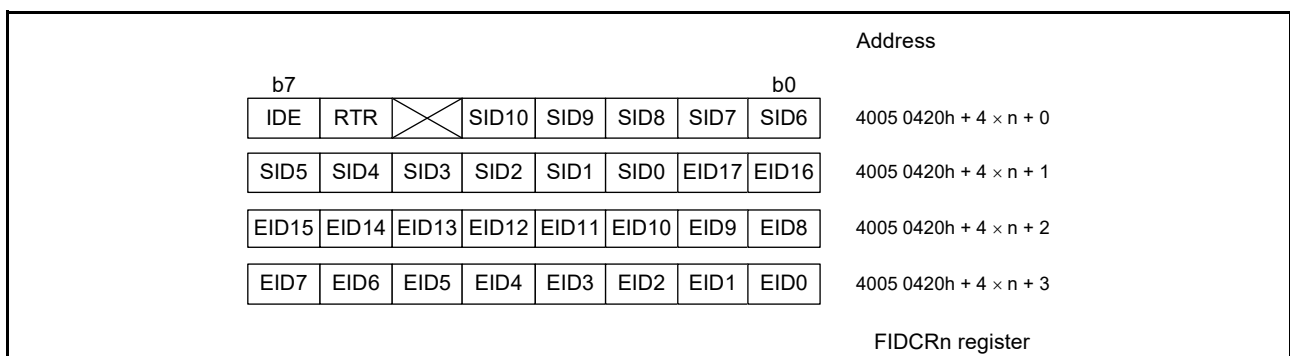 Address
b7 b0
IDE RTR SID10 SID9 SID8 SID7 SID6 4005 0420h + 4 × n + 0
SID5 SID4 SID3 SID2 SID1 SID0 EID17 EID16 4005 0420h + 4 × n + 1
EID15 EID14 EID13 EID12 EID11 EID10 EID9 EID8 4005 0420h + 4 × n + 2
EID7 EID6 EID5 EID4 EID3 EID2 EID1 EID0 4005 0420h + 4 × n + 3
FIDCRn register